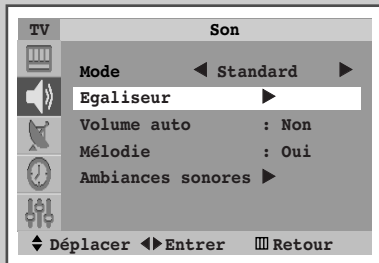 TV Son
Mode Standard
Egaliseur
Volume auto : Non
Mélodie : Oui
Ambiances sonores
Déplacer Entrer Retour